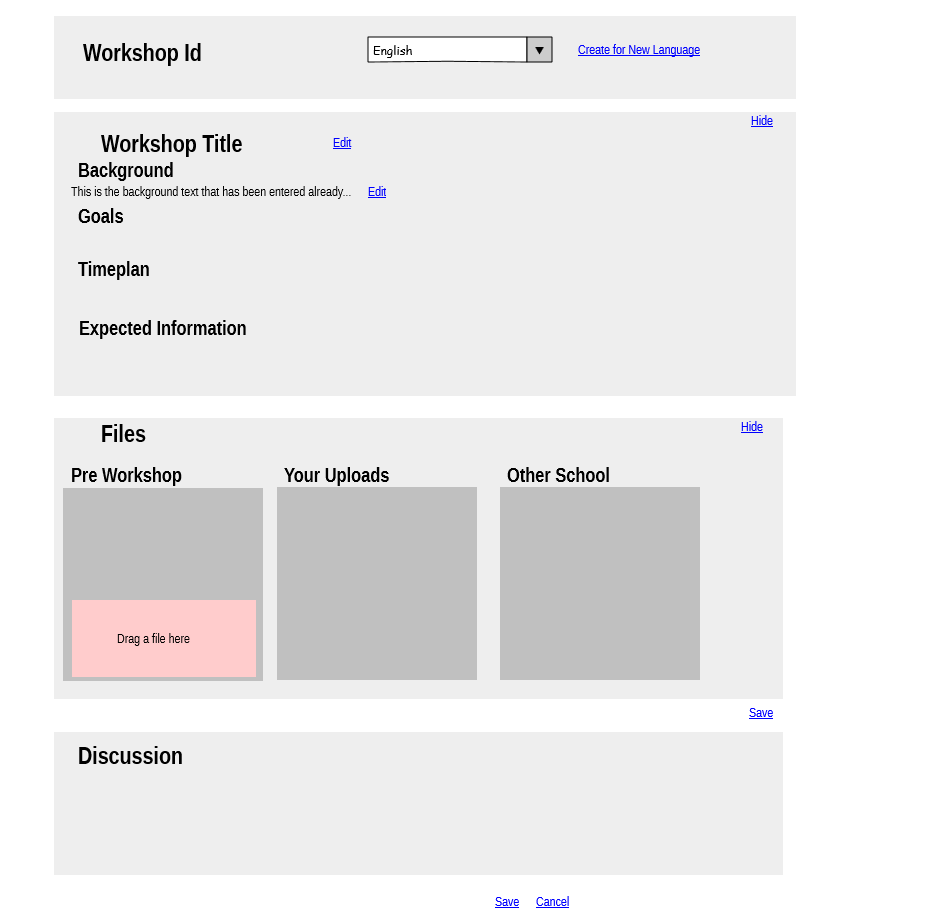 Workshop Id English Create for New Language
Hide
Workshop Title Edit
Background
This is the background text that has been entered already... Edit
Goals
Timeplan
Expected Information
Files Hide
Pre Workshop Your Uploads Other School
Drag a file here
Save
Discussion
Save Cancel